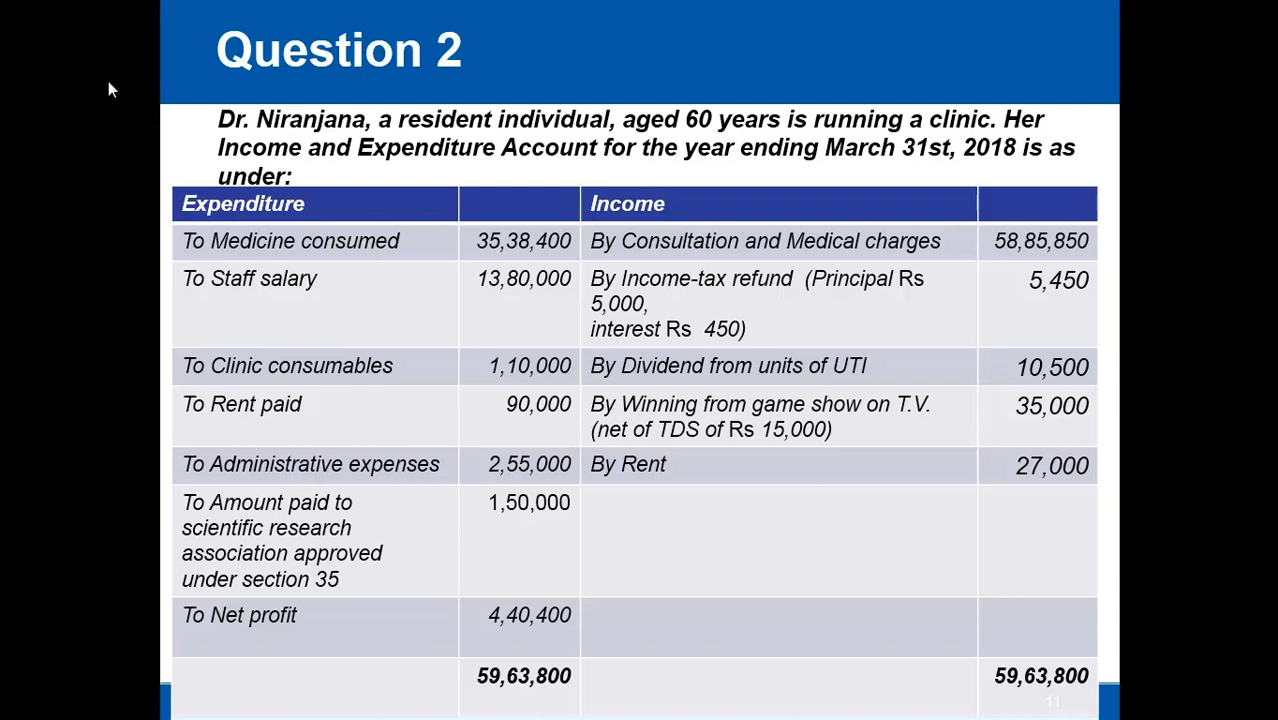 Question 2
Dr. Niranjana, a resident individual, aged 60 years is running a clinic. Her
Income and Expenditure Account for the year ending March 31st, 2018 is as
under:
Expenditure Income
To Medicine consumed 35,38,400 By Consultation and Medical charges 58,85,850
To Staff salary 13,80,000 By Income-tax refund (Principal Rs 5,450
5,000,
interest Rs 450)
To Clinic consumables 1,10,000 By Dividend from units of UTI 10,500
To Rent paid 90,000 By Winning from game show on T.V. 35,000
(net of TDS of Rs 15,000)
To Administrative expenses 2,55,000 By Rent 27,000
To Amount paid to 1,50,000
scientific research
association approved
under section 35
To Net profit 4,40,400
59,63,800 59,63,800
11